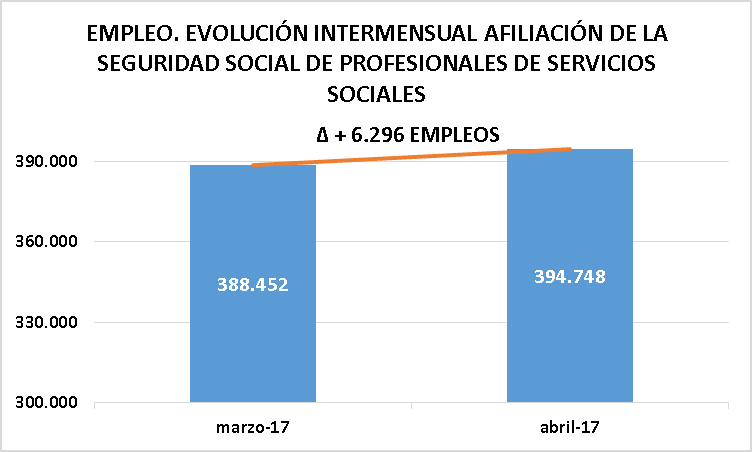 EMPLEO. EVOLUCIÓN INTERMENSUAL AFILIACIÓN DE LA
SEGURIDAD SOCIAL DE PROFESIONALES DE SERVICIOS
SOCIALES
Δ + 6.296 EMPLEOS
390.000
360.000
330.000
300.000
388.452
394.748
marzo-17
abril-17